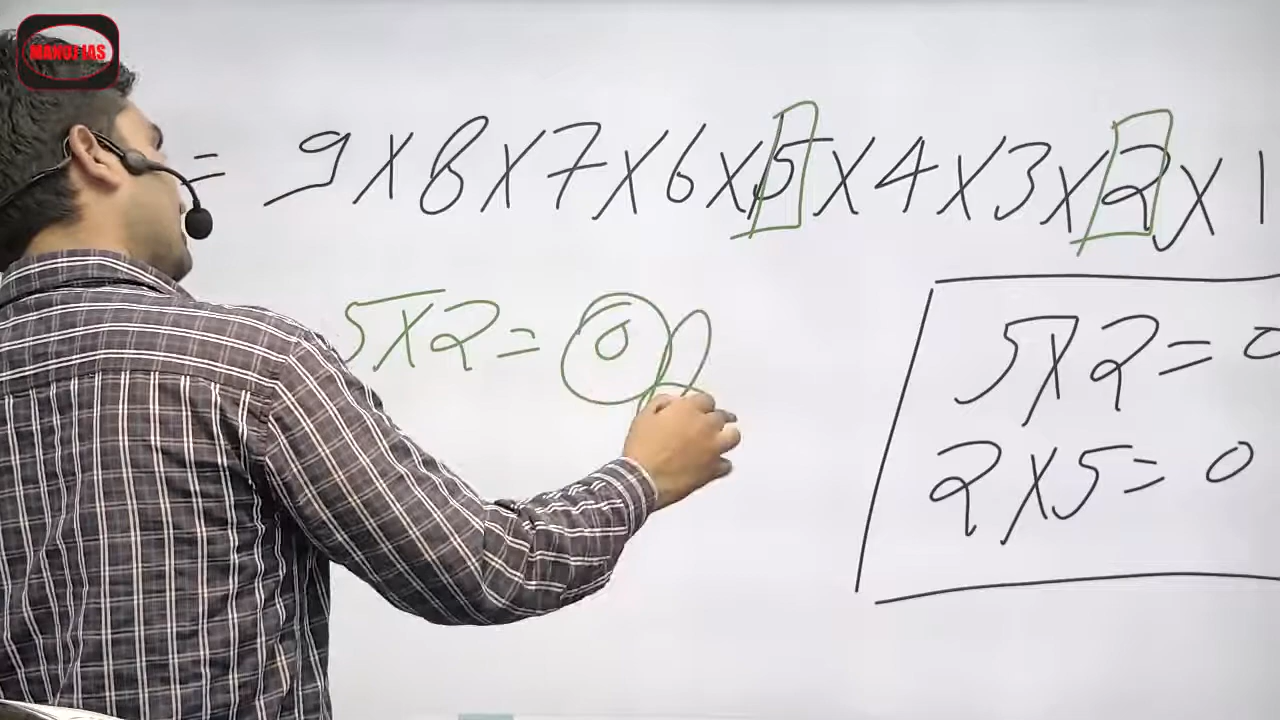 MANOJ IAS
= 9 X 8 X 7 X 6 X 5 X 4 X 3 X 2 X 1
5 X 2 = 0
5 X 2 = 0
2 X 5 = 0